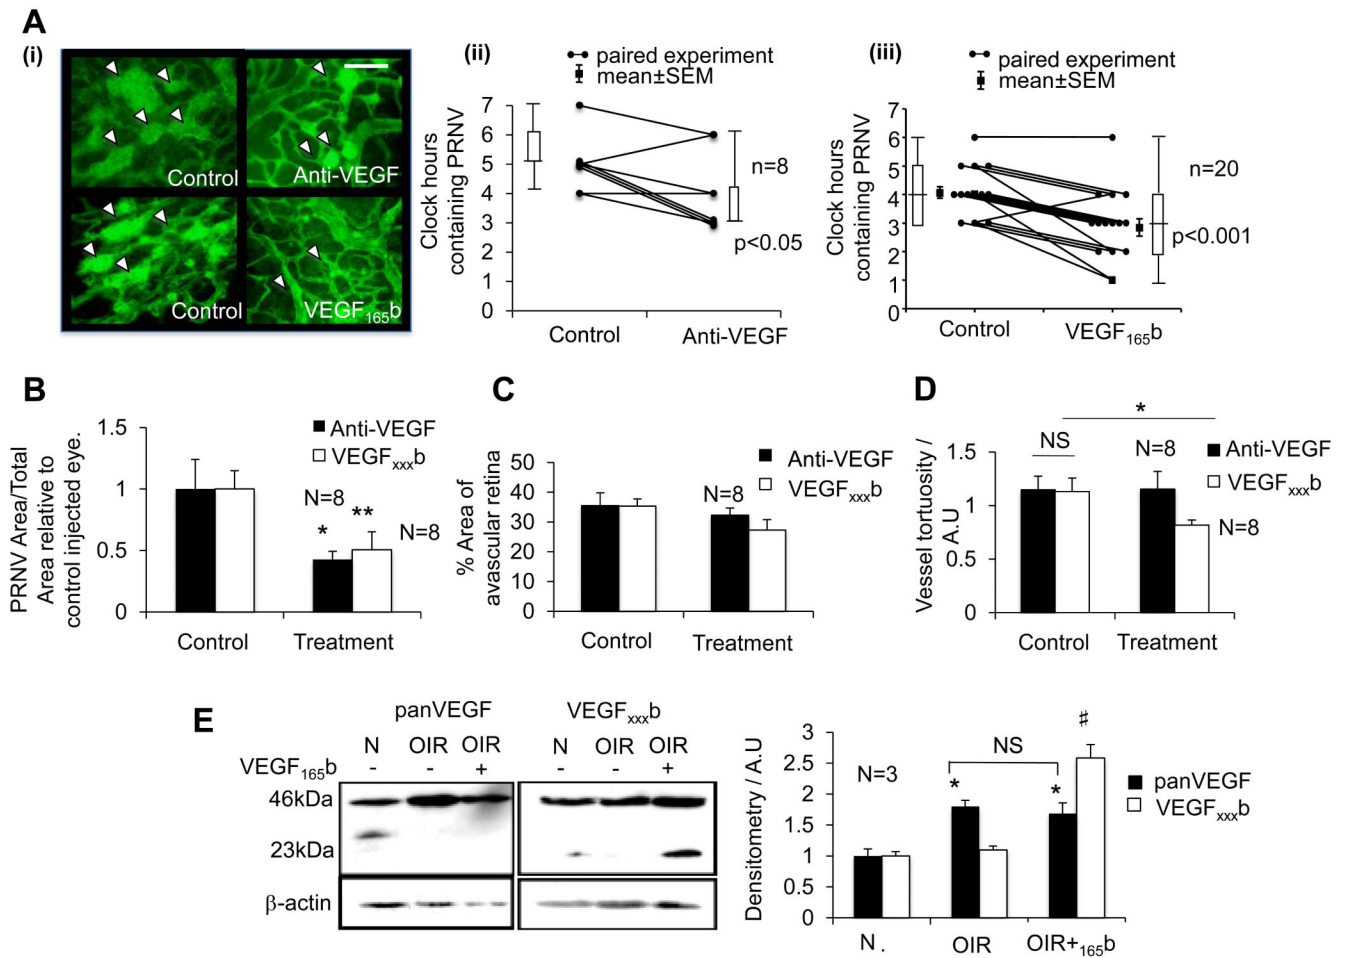 A
(i)
Control
Anti-VEGF
Control
VEGF165b
(ii)
paired experiment
mean±SEM
Clock hours
containing PRNV
7
6
5
4
3
2
1
0
n=8
p<0.05
Control
Anti-VEGF
(iii)
paired experiment
mean±SEM
Clock hours
containing PRNV
7
6
5
4
3
2
1
0
n=20
p<0.001
Control
VEGF165b
B
PRNV Area/Total
Area relative to
control injected eye.
1.5
1
0.5
0
Anti-VEGF
VEGFxxxb
N=8
*
**
N=8
Control
Treatment
C
% Area of
avascular retina
50
40
30
20
10
0
Anti-VEGF
VEGFxxxb
N=8
Control
Treatment
D
Vessel tortuosity /
A.U
1.5
1
0.5
0
*
NS
N=8
Anti-VEGF
VEGFxxxb
N=8
Control
Treatment
E
panVEGF
VEGFxxxb
N OIR OIR
N OIR OIR
VEGF165b - - +
- - +
46kDa
23kDa
β-actin
Densitometry / A.U
3
2.5
2
1.5
1
0.5
0
N=3
NS
*
*
♯
panVEGF
VEGFxxxb
N .
OIR
OIR+165b